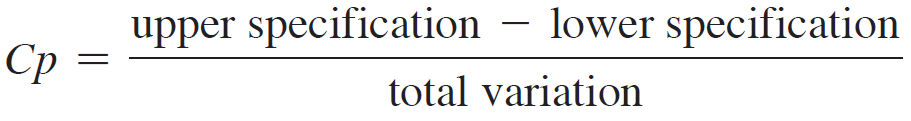 Cp = upper specification − lower specification
total variation